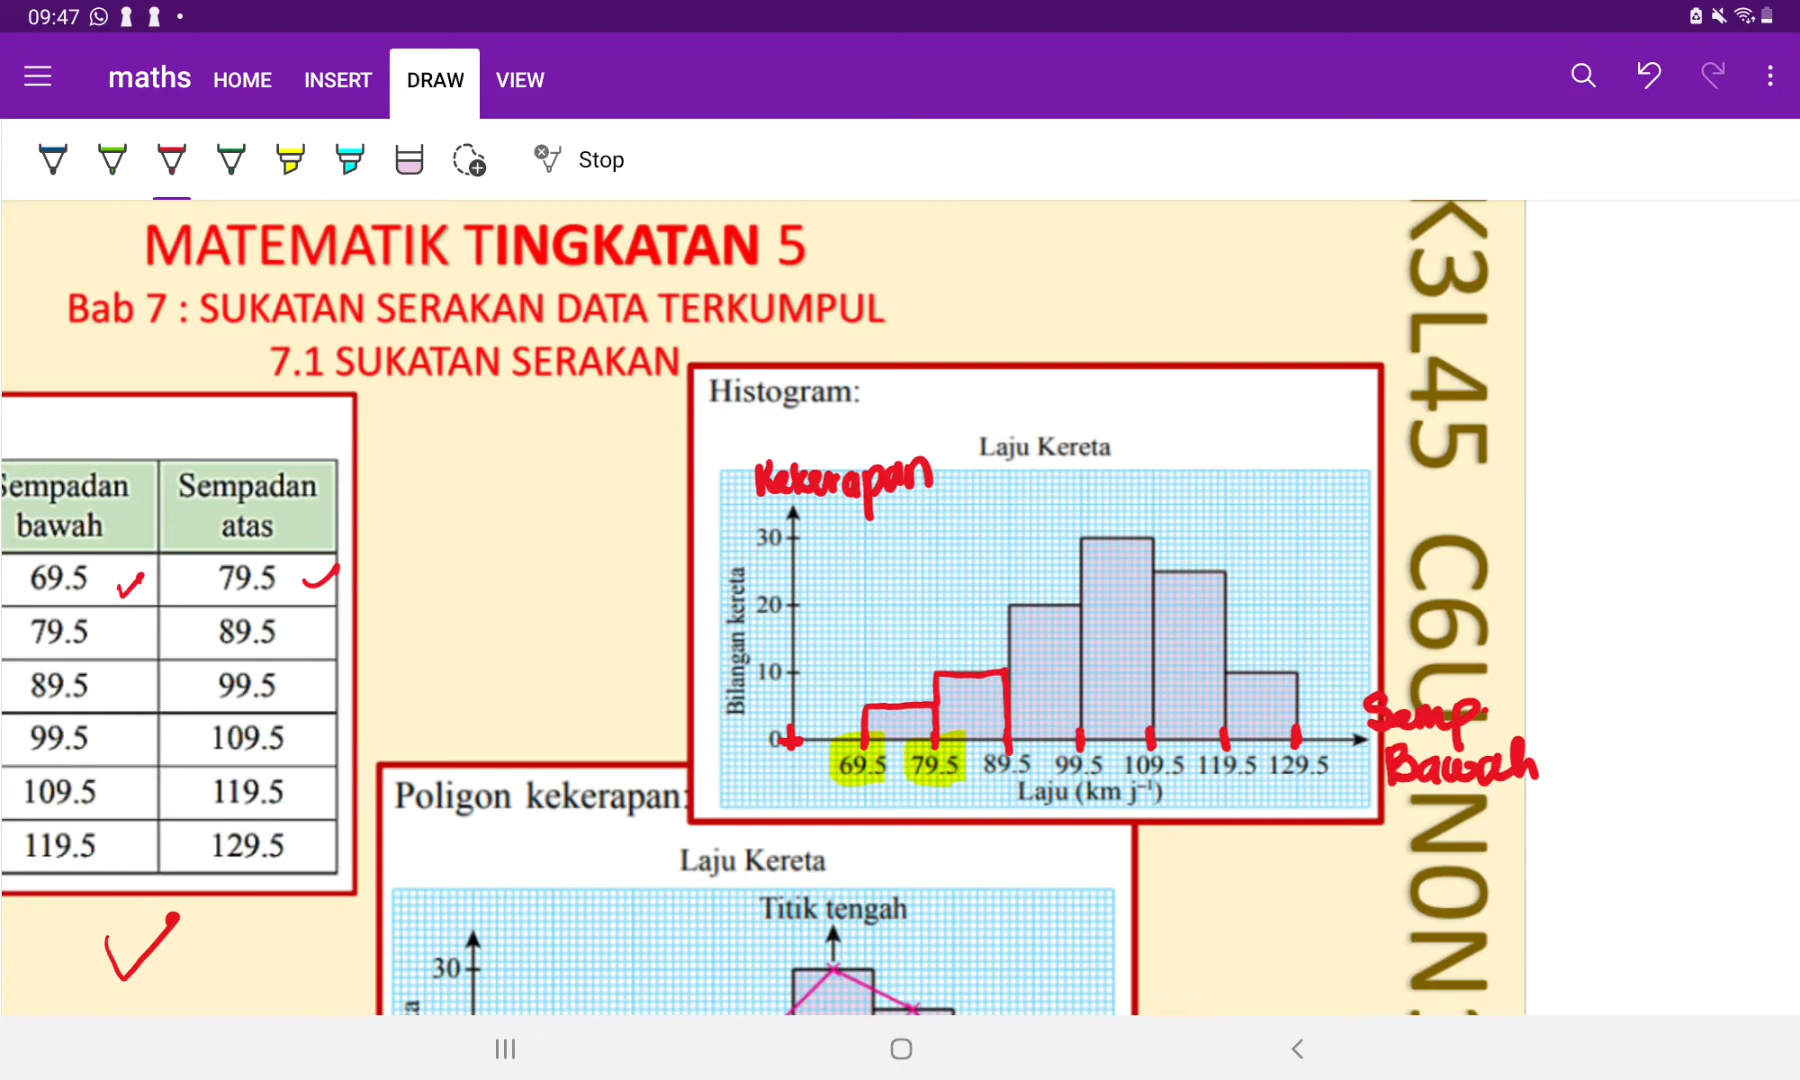 09:47
maths HOME INSERT DRAW VIEW
Stop
MATEMATIK TINGKATAN 5
Bab 7 : SUKATAN SERAKAN DATA TERKUMPUL
7.1 SUKATAN SERAKAN
Sempadan bawah Sempadan atas
69.5 79.5
79.5 89.5
89.5 99.5
99.5 109.5
109.5 119.5
119.5 129.5
Histogram:
Laju Kereta
Kekerapan
Bilangan kereta
30
20
10
0
69.5 79.5 89.5 99.5 109.5 119.5 129.5
Laju (km j⁻¹)
Semp
Bawah
Poligon kekerapan:
Laju Kereta
Titik tengah
30
K3L45 C6U N0N